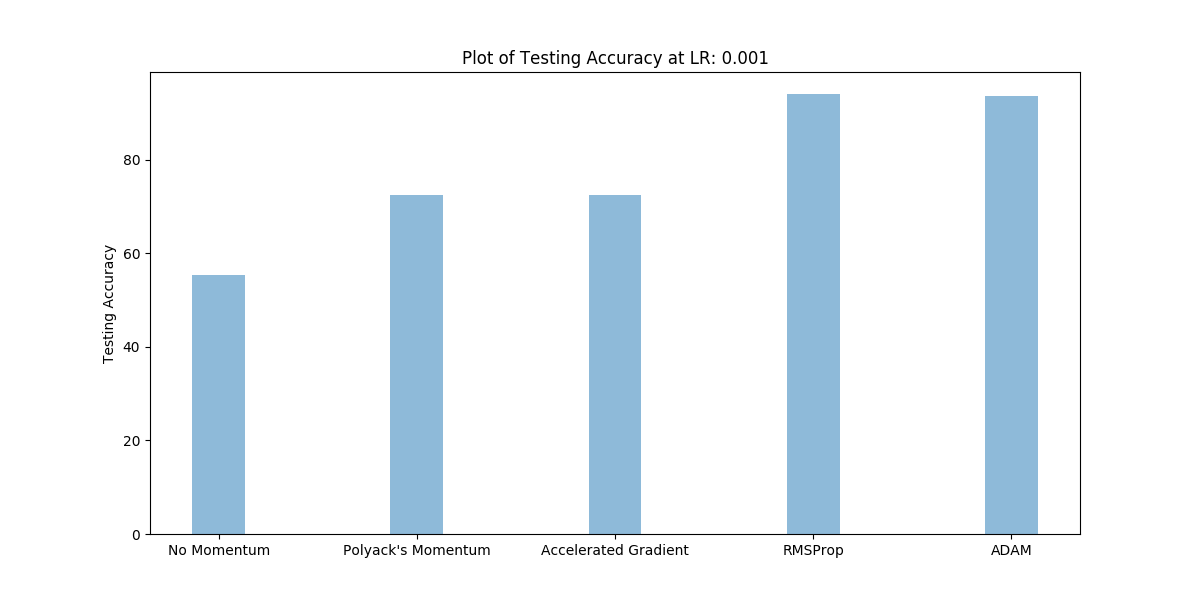 Plot of Testing Accuracy at LR: 0.001
Testing Accuracy
80
60
40
20
0
No Momentum
Polyack's Momentum
Accelerated Gradient
RMSProp
ADAM